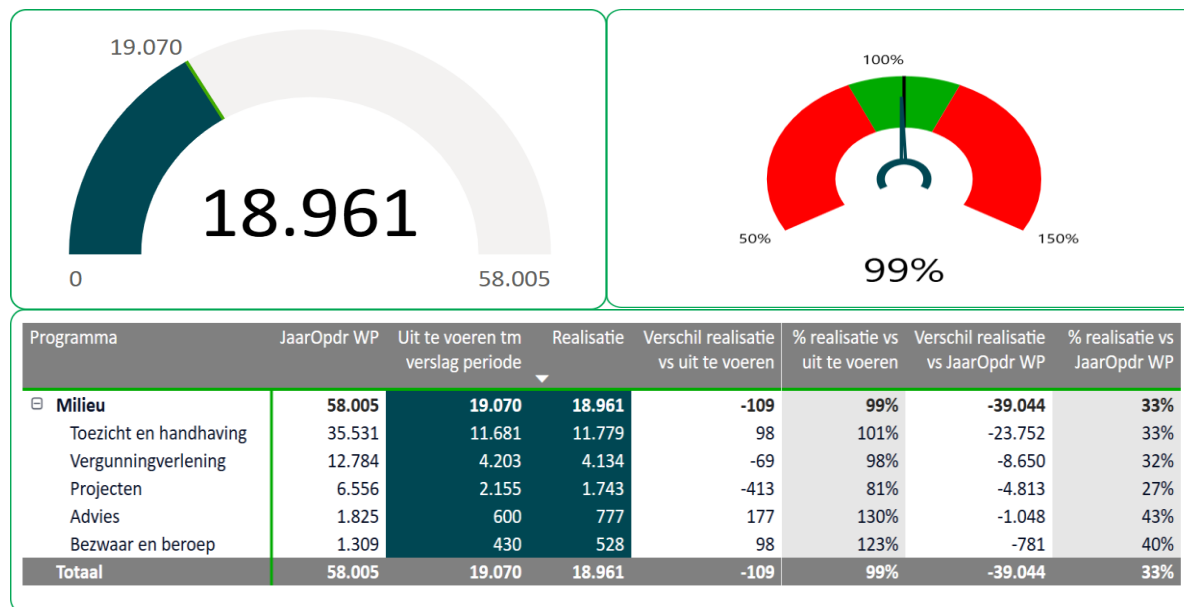 19.070
18.961
0
58.005
100%
50%
150%
99%
Programma JaarOpdr WP Uit te voeren tm Realisatie Verschil realisatie % realisatie vs Verschil realisatie % realisatie vs
verslag periode vs uit te voeren uit te voeren vs JaarOpdr WP JaarOpdr WP
Milieu 58.005 19.070 18.961 -109 99% -39.044 33%
Toezicht en handhaving 35.531 11.681 11.779 98 101% -23.752 33%
Vergunningverlening 12.784 4.203 4.134 -69 98% -8.650 32%
Projecten 6.556 2.155 1.743 -413 81% -4.813 27%
Advies 1.825 600 777 177 130% -1.048 43%
Bezwaar en beroep 1.309 430 528 98 123% -781 40%
Totaal 58.005 19.070 18.961 -109 99% -39.044 33%